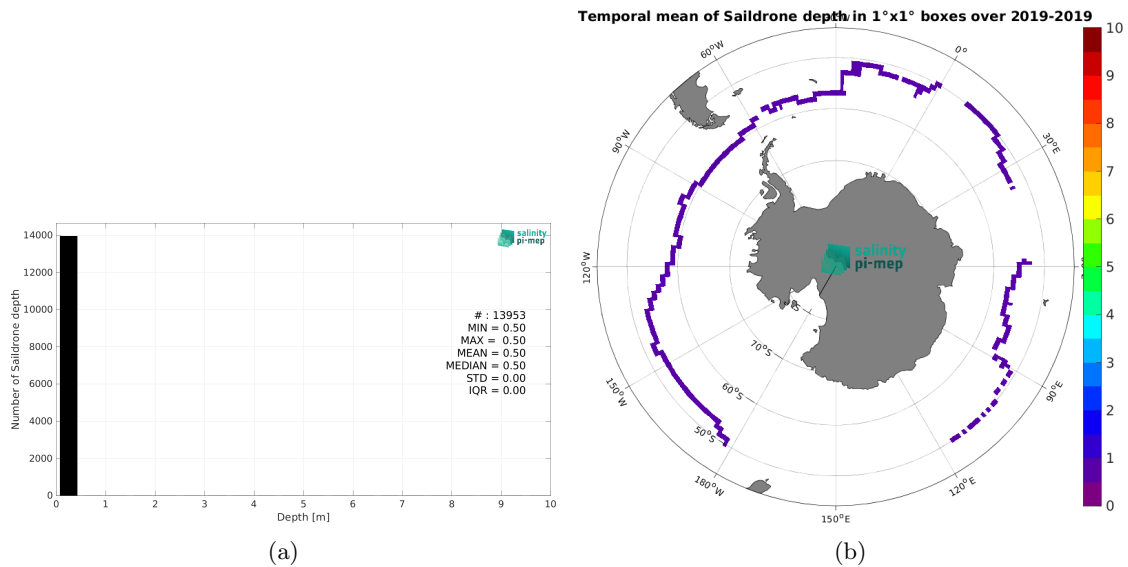 14000
12000
10000
8000
6000
4000
2000
0
Number of Saildrone depth
salinity
pi-mep
# : 13953
MIN = 0.50
MAX = 0.50
MEAN = 0.50
MEDIAN = 0.50
STD = 0.00
IQR = 0.00
1 2 3 4 5 6 7 8 9 10
Depth [m]
(a)
Temporal mean of Saildrone depth in 1°x1° boxes over 2019-2019
60°W
0°
30°E
90°W
120°W
150°W
180°W
150°E
120°E
90°E
70°S
60°S
50°S
salinity
pi-mep
10
9
8
7
6
5
4
3
2
1
0
(b)